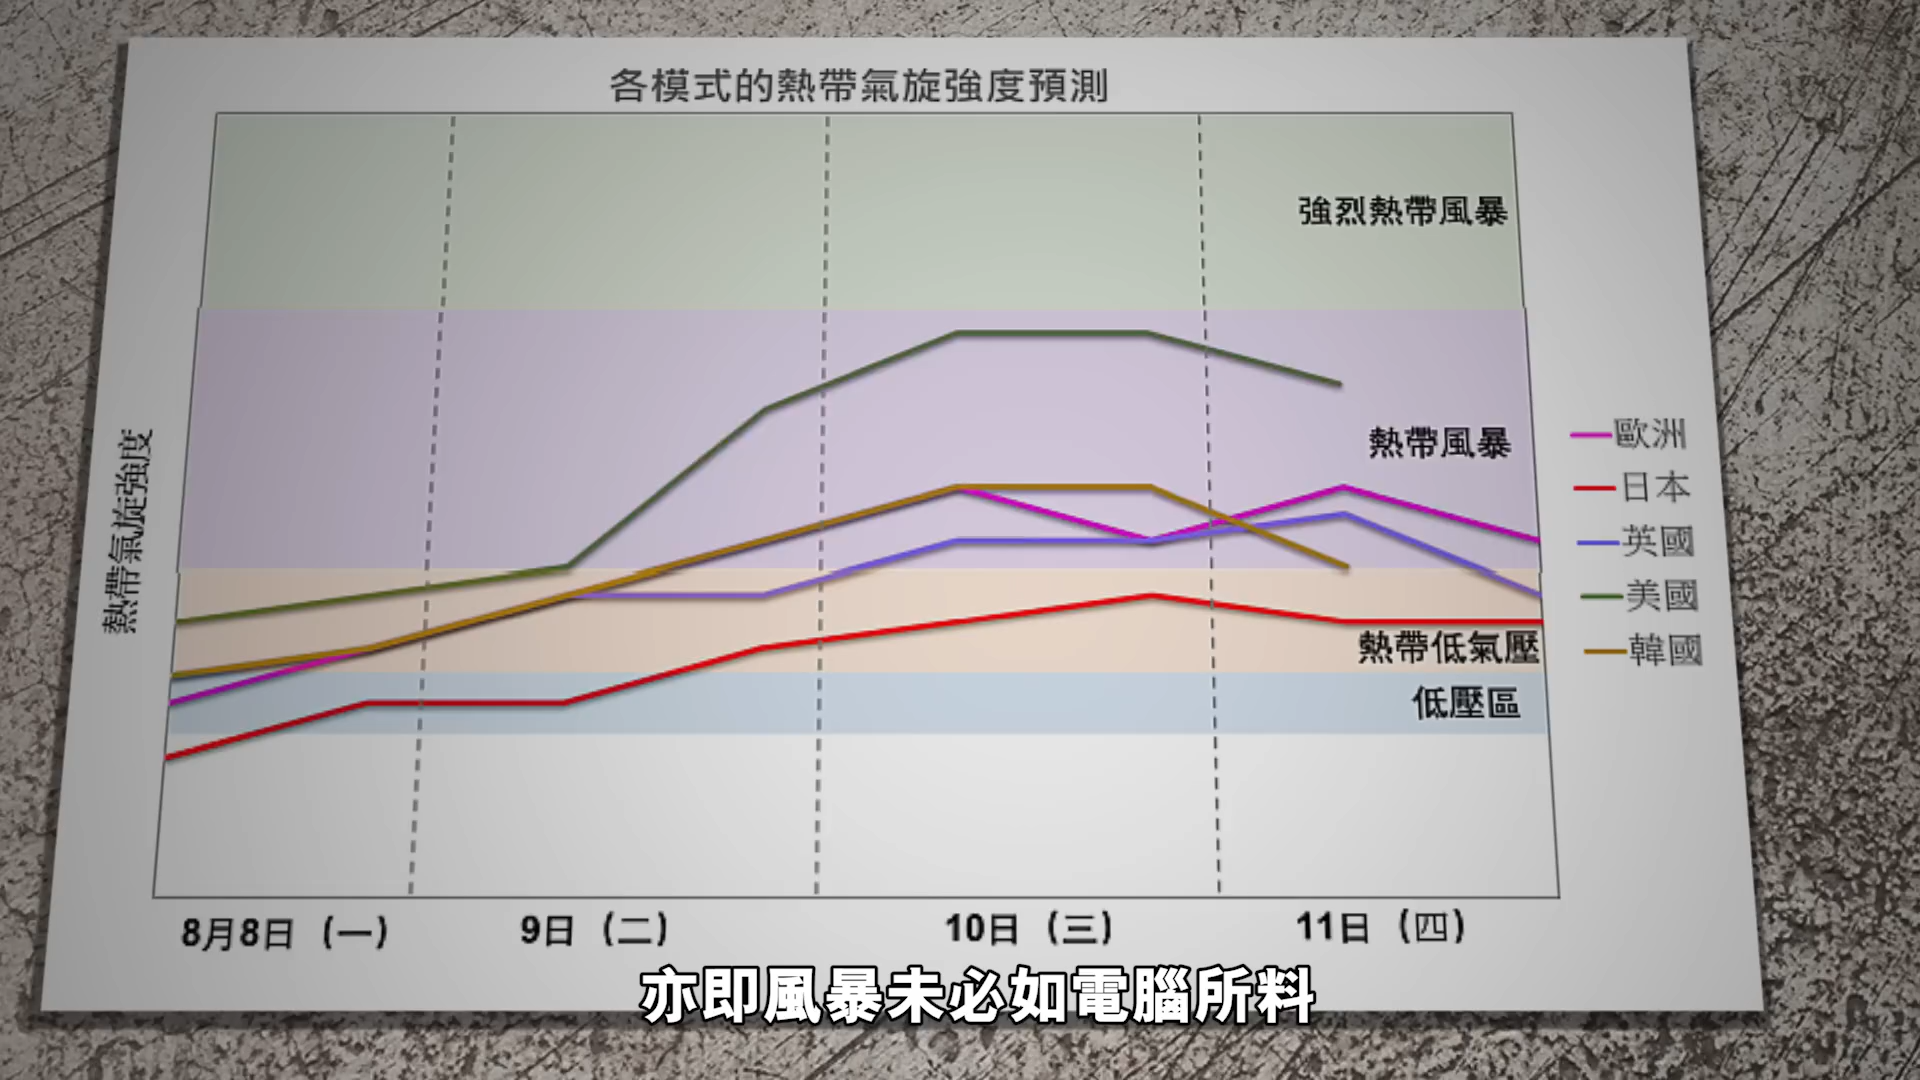 各模式的熱帶氣旋強度預測
強烈熱帶風暴
熱帶風暴
熱帶低氣壓
低壓區
熱帶氣旋強度
歐洲
日本
英國
美國
韓國
8月8日 (一)
9日 (二)
10日 (三)
11日 (四)
亦即風暴未必如電腦所料